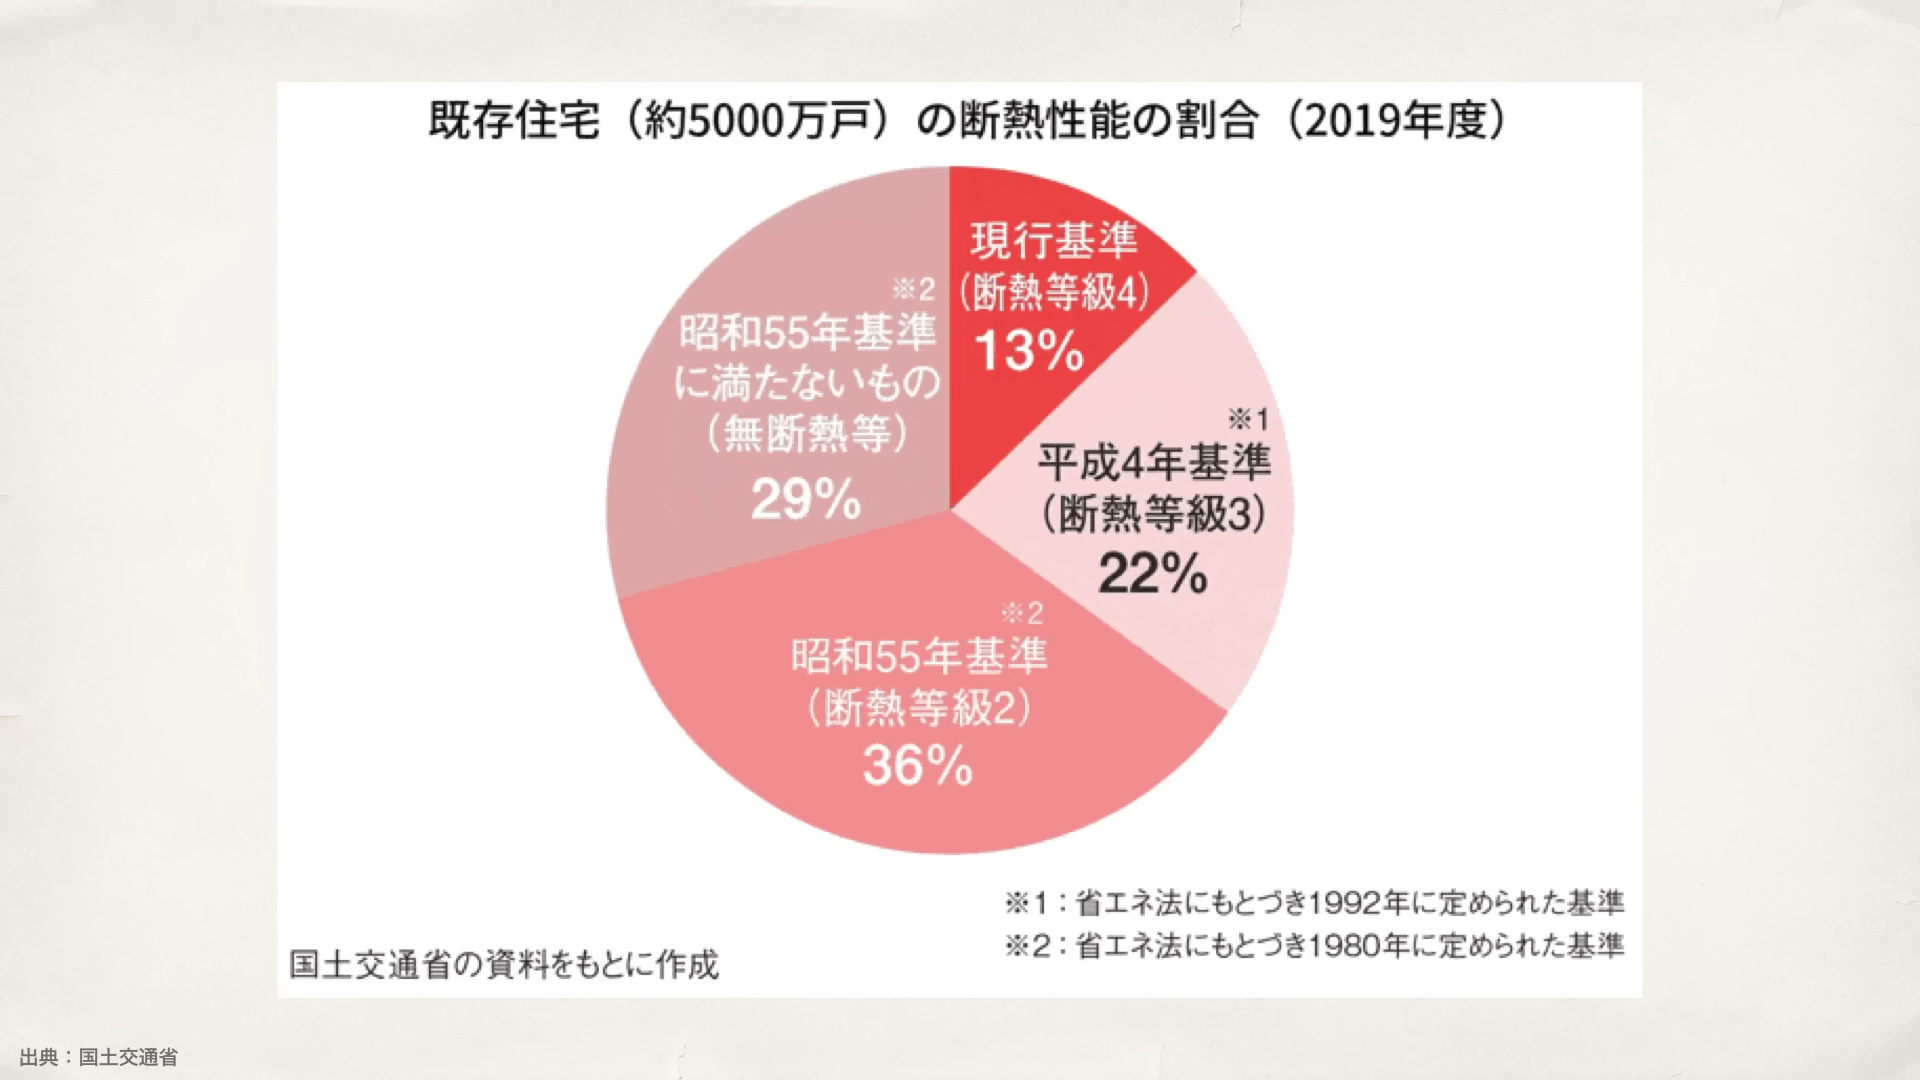 既存住宅（約5000万戸）の断熱性能の割合（2019年度）
現行基準
（断熱等級4）
13%
※1
平成4年基準
（断熱等級3）
22%
※2
昭和55年基準
（断熱等級2）
36%
※2
昭和55年基準
に満たないもの
（無断熱等）
29%
※1：省エネ法にもとづき1992年に定められた基準
※2：省エネ法にもとづき1980年に定められた基準
国土交通省の資料をもとに作成
出典：国土交通省